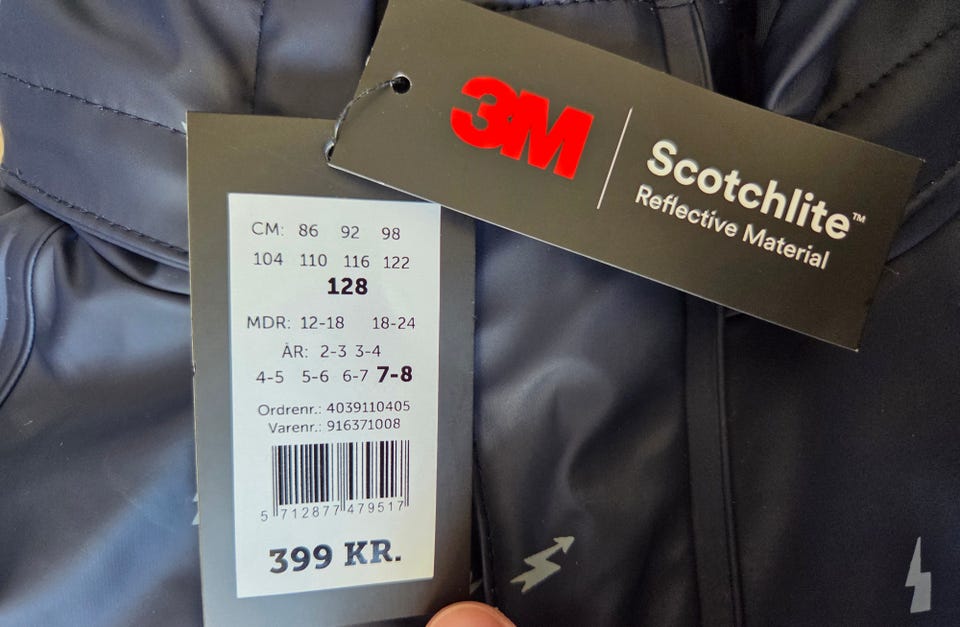 3M
Scotchlite™
Reflective Material
CM: 86 92 98
104 110 116 122
128
MDR: 12-18 18-24
ÅR: 2-3 3-4
4-5 5-6 6-7 7-8
Ordrenr.: 4039110405
Varenr.: 916371008
5 712877 479517
399 KR.